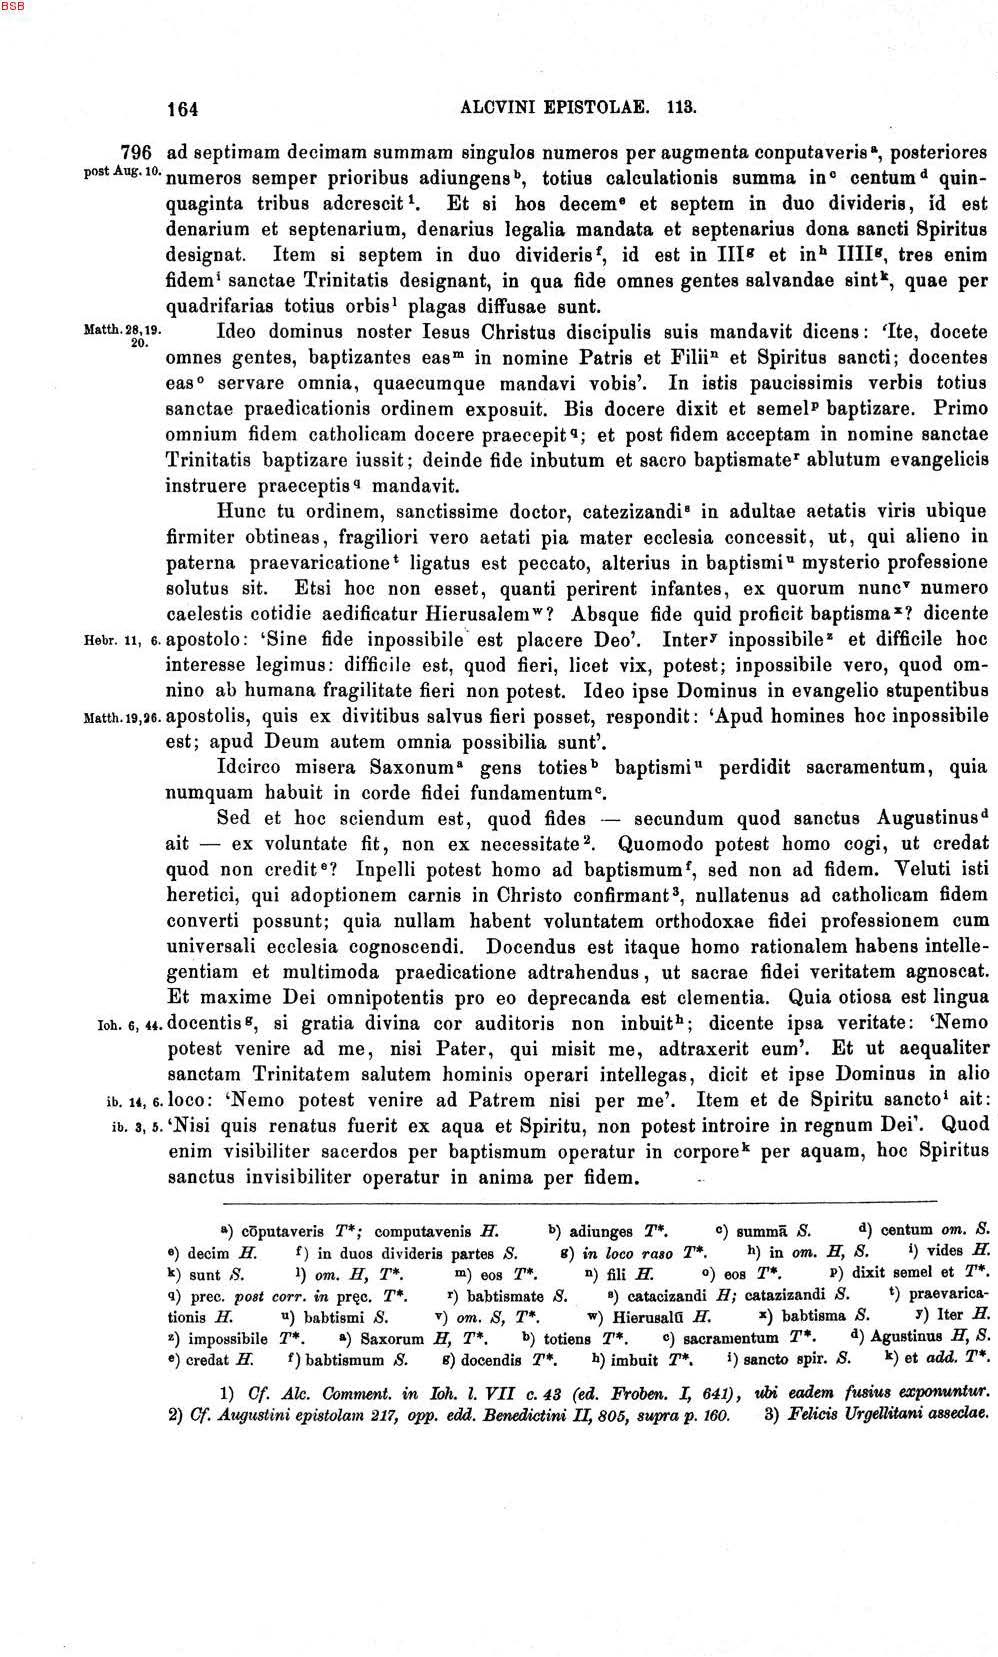 BSB
164 ALCVINI EPISTOLAE. 113.
796 ad septimam decimam summam singulos numeros per augmenta conputaveris ᵃ, posteriores
post Aug. 10. numeros semper prioribus adiungens ᵇ, totius calculationis summa in ᶜ centum ᵈ quin-
quaginta tribus adcrescit ¹. Et si hos decem ᵉ et septem in duo divideris, id est
denarium et septenarium, denarius legalia mandata et septenarius dona sancti Spiritus
designat. Item si septem in duo divideris ᶠ, id est in III ᵍ et in ʰ IIII ᵍ, tres enim
fidem ⁱ sanctae Trinitatis designant, in qua fide omnes gentes salvandae sint ᵏ, quae per
quadrifarias totius orbis ˡ plagas diffusae sunt.
Matth. 28,19. Ideo dominus noster Iesus Christus discipulis suis mandavit dicens: ‘Ite, docete
20. omnes gentes, baptizantes eas ᵐ in nomine Patris et Filii ⁿ et Spiritus sancti; docentes
eas ᵒ servare omnia, quaecumque mandavi vobis’. In istis paucissimis verbis totius
sanctae praedicationis ordinem exposuit. Bis docere dixit et semel ᵖ baptizare. Primo
omnium fidem catholicam docere praecepit q; et post fidem acceptam in nomine sanctae
Trinitatis baptizare iussit; deinde fide inbutum et sacro baptismate ʳ ablutum evangelicis
instruere praeceptis q mandavit.
Hunc tu ordinem, sanctissime doctor, catezizandi ˢ in adultae aetatis viris ubique
firmiter obtineas, fragiliori vero aetati pia mater ecclesia concessit, ut, qui alieno in
paterna praevaricatione ᵗ ligatus est peccato, alterius in baptismi ᵘ mysterio professione
solutus sit. Etsi hoc non esset, quanti perirent infantes, ex quorum nunc ᵛ numero
caelestis cotidie aedificatur Hierusalem ʷ? Absque fide quid proficit baptisma ˣ? dicente
Hebr. 11, 6. apostolo: ‘Sine fide inpossibile est placere Deo’. Inter ʸ inpossibile ᶻ et difficile hoc
interesse legimus: difficile est, quod fieri, licet vix, potest; inpossibile vero, quod om-
nino ab humana fragilitate fieri non potest. Ideo ipse Dominus in evangelio stupentibus
Matth. 19,26. apostolis, quis ex divitibus salvus fieri posset, respondit: ‘Apud homines hoc inpossibile
est; apud Deum autem omnia possibilia sunt’.
Idcirco misera Saxonum ᵃ gens toties ᵇ baptismi ᵘ perdidit sacramentum, quia
numquam habuit in corde fidei fundamentum ᶜ.
Sed et hoc sciendum est, quod fides — secundum quod sanctus Augustinus ᵈ
ait — ex voluntate fit, non ex necessitate ². Quomodo potest homo cogi, ut credat
quod non credit ᵉ? Inpelli potest homo ad baptismum ᶠ, sed non ad fidem. Veluti isti
heretici, qui adoptionem carnis in Christo confirmant ³, nullatenus ad catholicam fidem
converti possunt; quia nullam habent voluntatem orthodoxae fidei professionem cum
universali ecclesia cognoscendi. Docendus est itaque homo rationalem habens intelle-
gentiam et multimoda praedicatione adtrahendus, ut sacrae fidei veritatem agnoscat.
Et maxime Dei omnipotentis pro eo deprecanda est clementia. Quia otiosa est lingua
Ioh. 6, 44. docentis ᵍ, si gratia divina cor auditoris non inbuit ʰ; dicente ipsa veritate: ‘Nemo
potest venire ad me, nisi Pater, qui misit me, adtraxerit eum’. Et ut aequaliter
sanctam Trinitatem salutem hominis operari intellegas, dicit et ipse Dominus in alio
ib. 14, 6. loco: ‘Nemo potest venire ad Patrem nisi per me’. Item et de Spiritu sancto ⁱ ait:
ib. 3, 5. ‘Nisi quis renatus fuerit ex aqua et Spiritu, non potest introire in regnum Dei’. Quod
enim visibiliter sacerdos per baptismum operatur in corpore ᵏ per aquam, hoc Spiritus
sanctus invisibiliter operatur in anima per fidem.
a) cōputaveris T*; computavenis H. b) adiunges T*. c) summā S. d) centum om. S.
e) decim H. f) in duos divideris partes S. g) in loco raso T*. h) in om. H, S. i) vides H.
k) sunt S. l) om. H, T*. m) eos T*. n) fili H. o) eos T*. p) dixit semel et T*.
q) prec. post corr. in pręc. T*. r) babtismate S. s) catacizandi H; catazizandi S. t) praevarica-
tionis H. u) babtismi S. v) om. S, T*. w) Hierusalū H. x) babtisma S. y) Iter H.
z) impossibile T*. a) Saxorum H, T*. b) totiens T*. c) sacramentum T*. d) Agustinus H, S.
e) credat H. f) babtismum S. g) docendis T*. h) imbuit T*. i) sancto spir. S. k) et add. T*.
1) Cf. Alc. Comment. in Ioh. l. VII c. 43 (ed. Froben. I, 641), ubi eadem fusius exponuntur.
2) Cf. Augustini epistolam 217, opp. edd. Benedictini II, 805, supra p. 160. 3) Felicis Urgellitani asseclae.